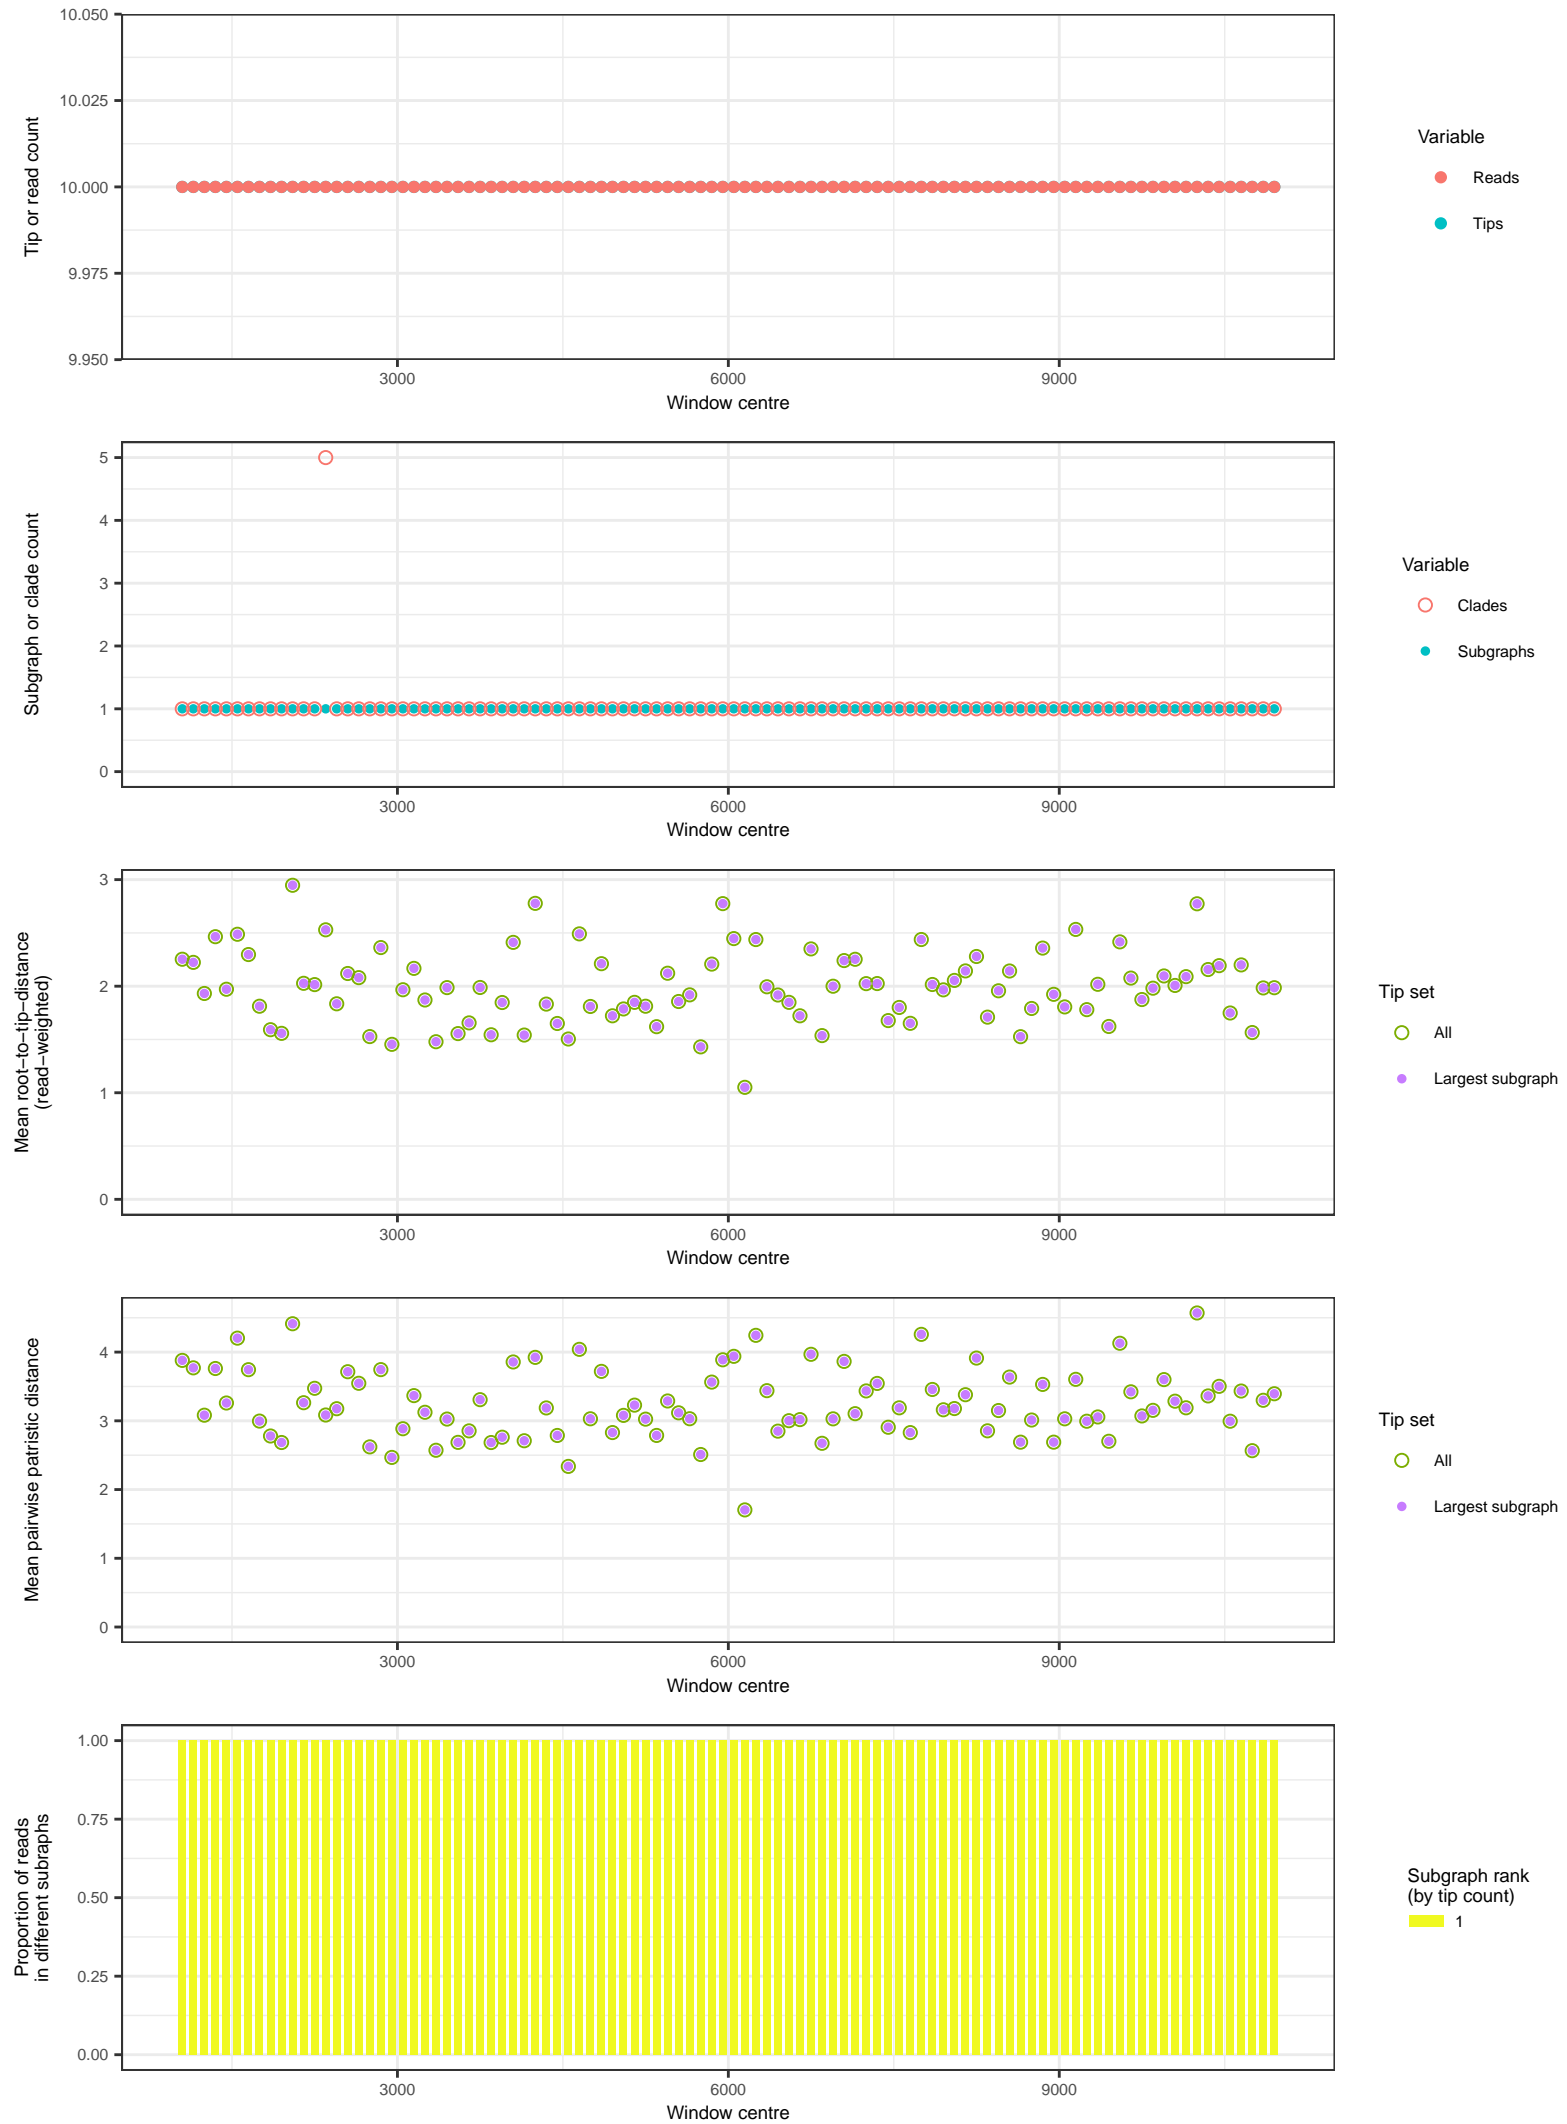 10.050
10.025
10.000
9.975
9.950
Tip or read count
3000
6000
9000
Window centre
Variable
Reads
Tips
5
4
3
2
1
0
Subgraph or clade count
3000
6000
9000
Window centre
Variable
Clades
Subgraphs
3
2
1
0
Mean root−to−tip−distance
(read−weighted)
3000
6000
9000
Window centre
Tip set
All
Largest subgraph
4
3
2
1
0
Mean pairwise patristic distance
3000
6000
9000
Window centre
Tip set
All
Largest subgraph
1.00
0.75
0.50
0.25
0.00
Proportion of reads
in different subraphs
3000
6000
9000
Window centre
Subgraph rank
(by tip count)
1